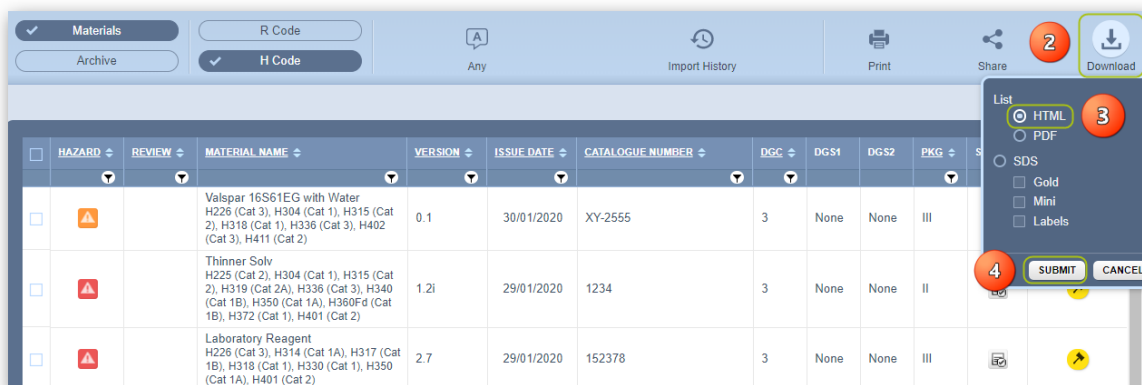 Materials
R Code
A
Archive
H Code
Any
Import History
Print
Share
2
Download
List
HTML
3
PDF
SDS
Gold
Mini
Labels
4
SUBMIT
CANCEL
HAZARD
REVIEW
MATERIAL NAME
VERSION
ISSUE DATE
CATALOGUE NUMBER
DGC
DGS1
DGS2
PKG
S
Valspar 16S61EG with Water
H226 (Cat 3), H304 (Cat 1), H315 (Cat
2), H318 (Cat 1), H336 (Cat 3), H402
(Cat 3), H411 (Cat 2)
0.1
30/01/2020
XY-2555
3
None
None
III
Thinner Solv
H225 (Cat 2), H304 (Cat 1), H315 (Cat
2), H319 (Cat 2A), H336 (Cat 3), H340
(Cat 1B), H350 (Cat 1A), H360Fd (Cat
1B), H372 (Cat 1), H401 (Cat 2)
1.2i
29/01/2020
1234
3
None
None
II
Laboratory Reagent
H226 (Cat 3), H314 (Cat 1A), H317 (Cat
1B), H318 (Cat 1), H330 (Cat 1), H350
(Cat 1A), H401 (Cat 2)
2.7
29/01/2020
152378
3
None
None
III